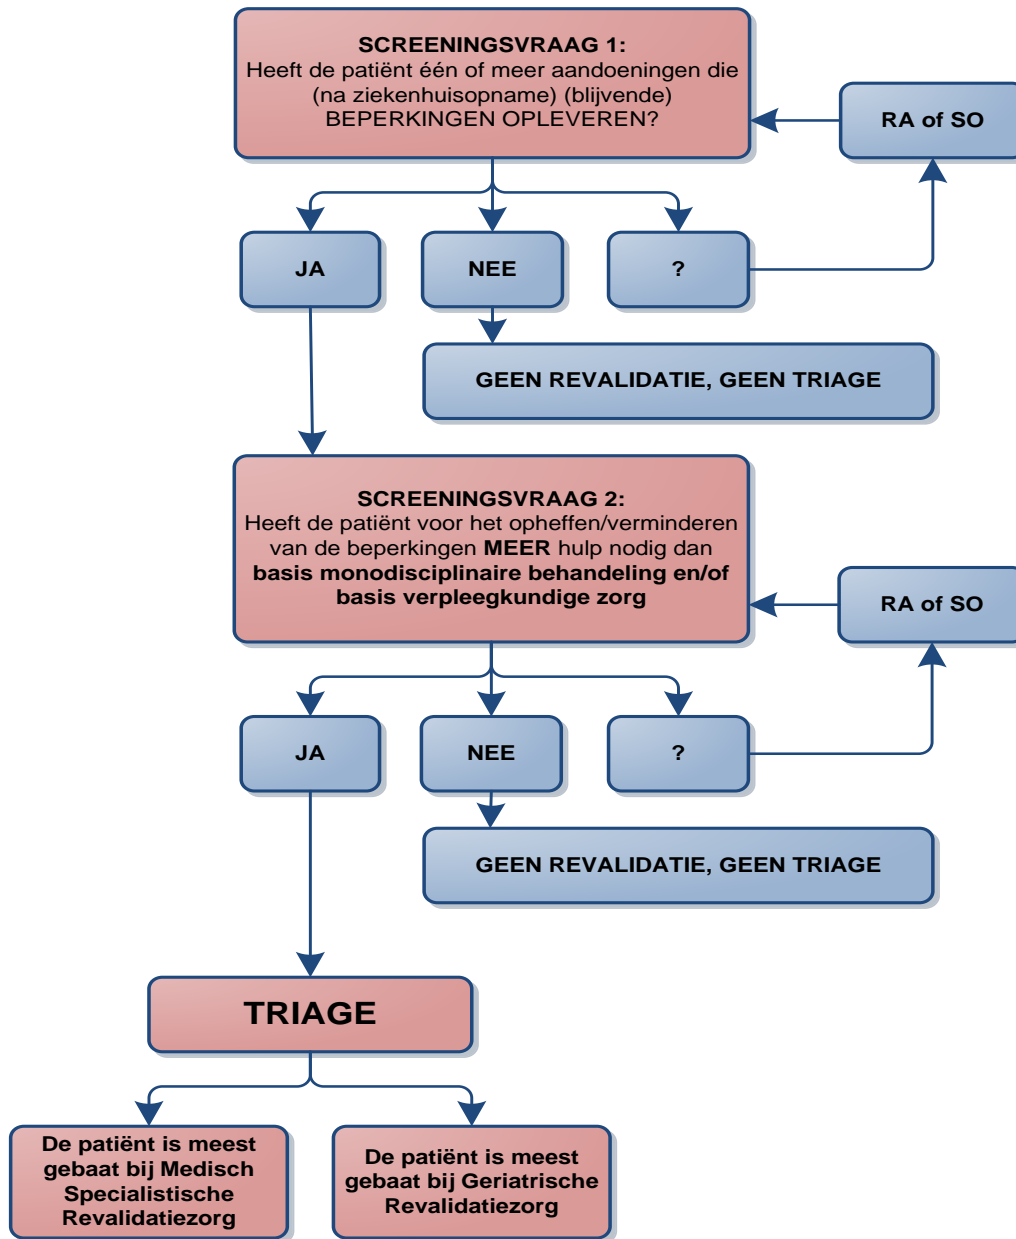 SCREENINGSVRAAG 1:
Heeft de patiënt één of meer aandoeningen die
(na ziekenhuisopname) (blijvende)
BEPERKINGEN OPLEVEREN?
RA of SO
JA
NEE
?
GEEN REVALIDATIE, GEEN TRIAGE
SCREENINGSVRAAG 2:
Heeft de patiënt voor het opheffen/verminderen
van de beperkingen MEER hulp nodig dan
basis monodisciplinaire behandeling en/of
basis verpleegkundige zorg
RA of SO
JA
NEE
?
GEEN REVALIDATIE, GEEN TRIAGE
TRIAGE
De patiënt is meest
gebaat bij Medisch
Specialistische
Revalidatiezorg
De patiënt is meest
gebaat bij Geriatrische
Revalidatiezorg